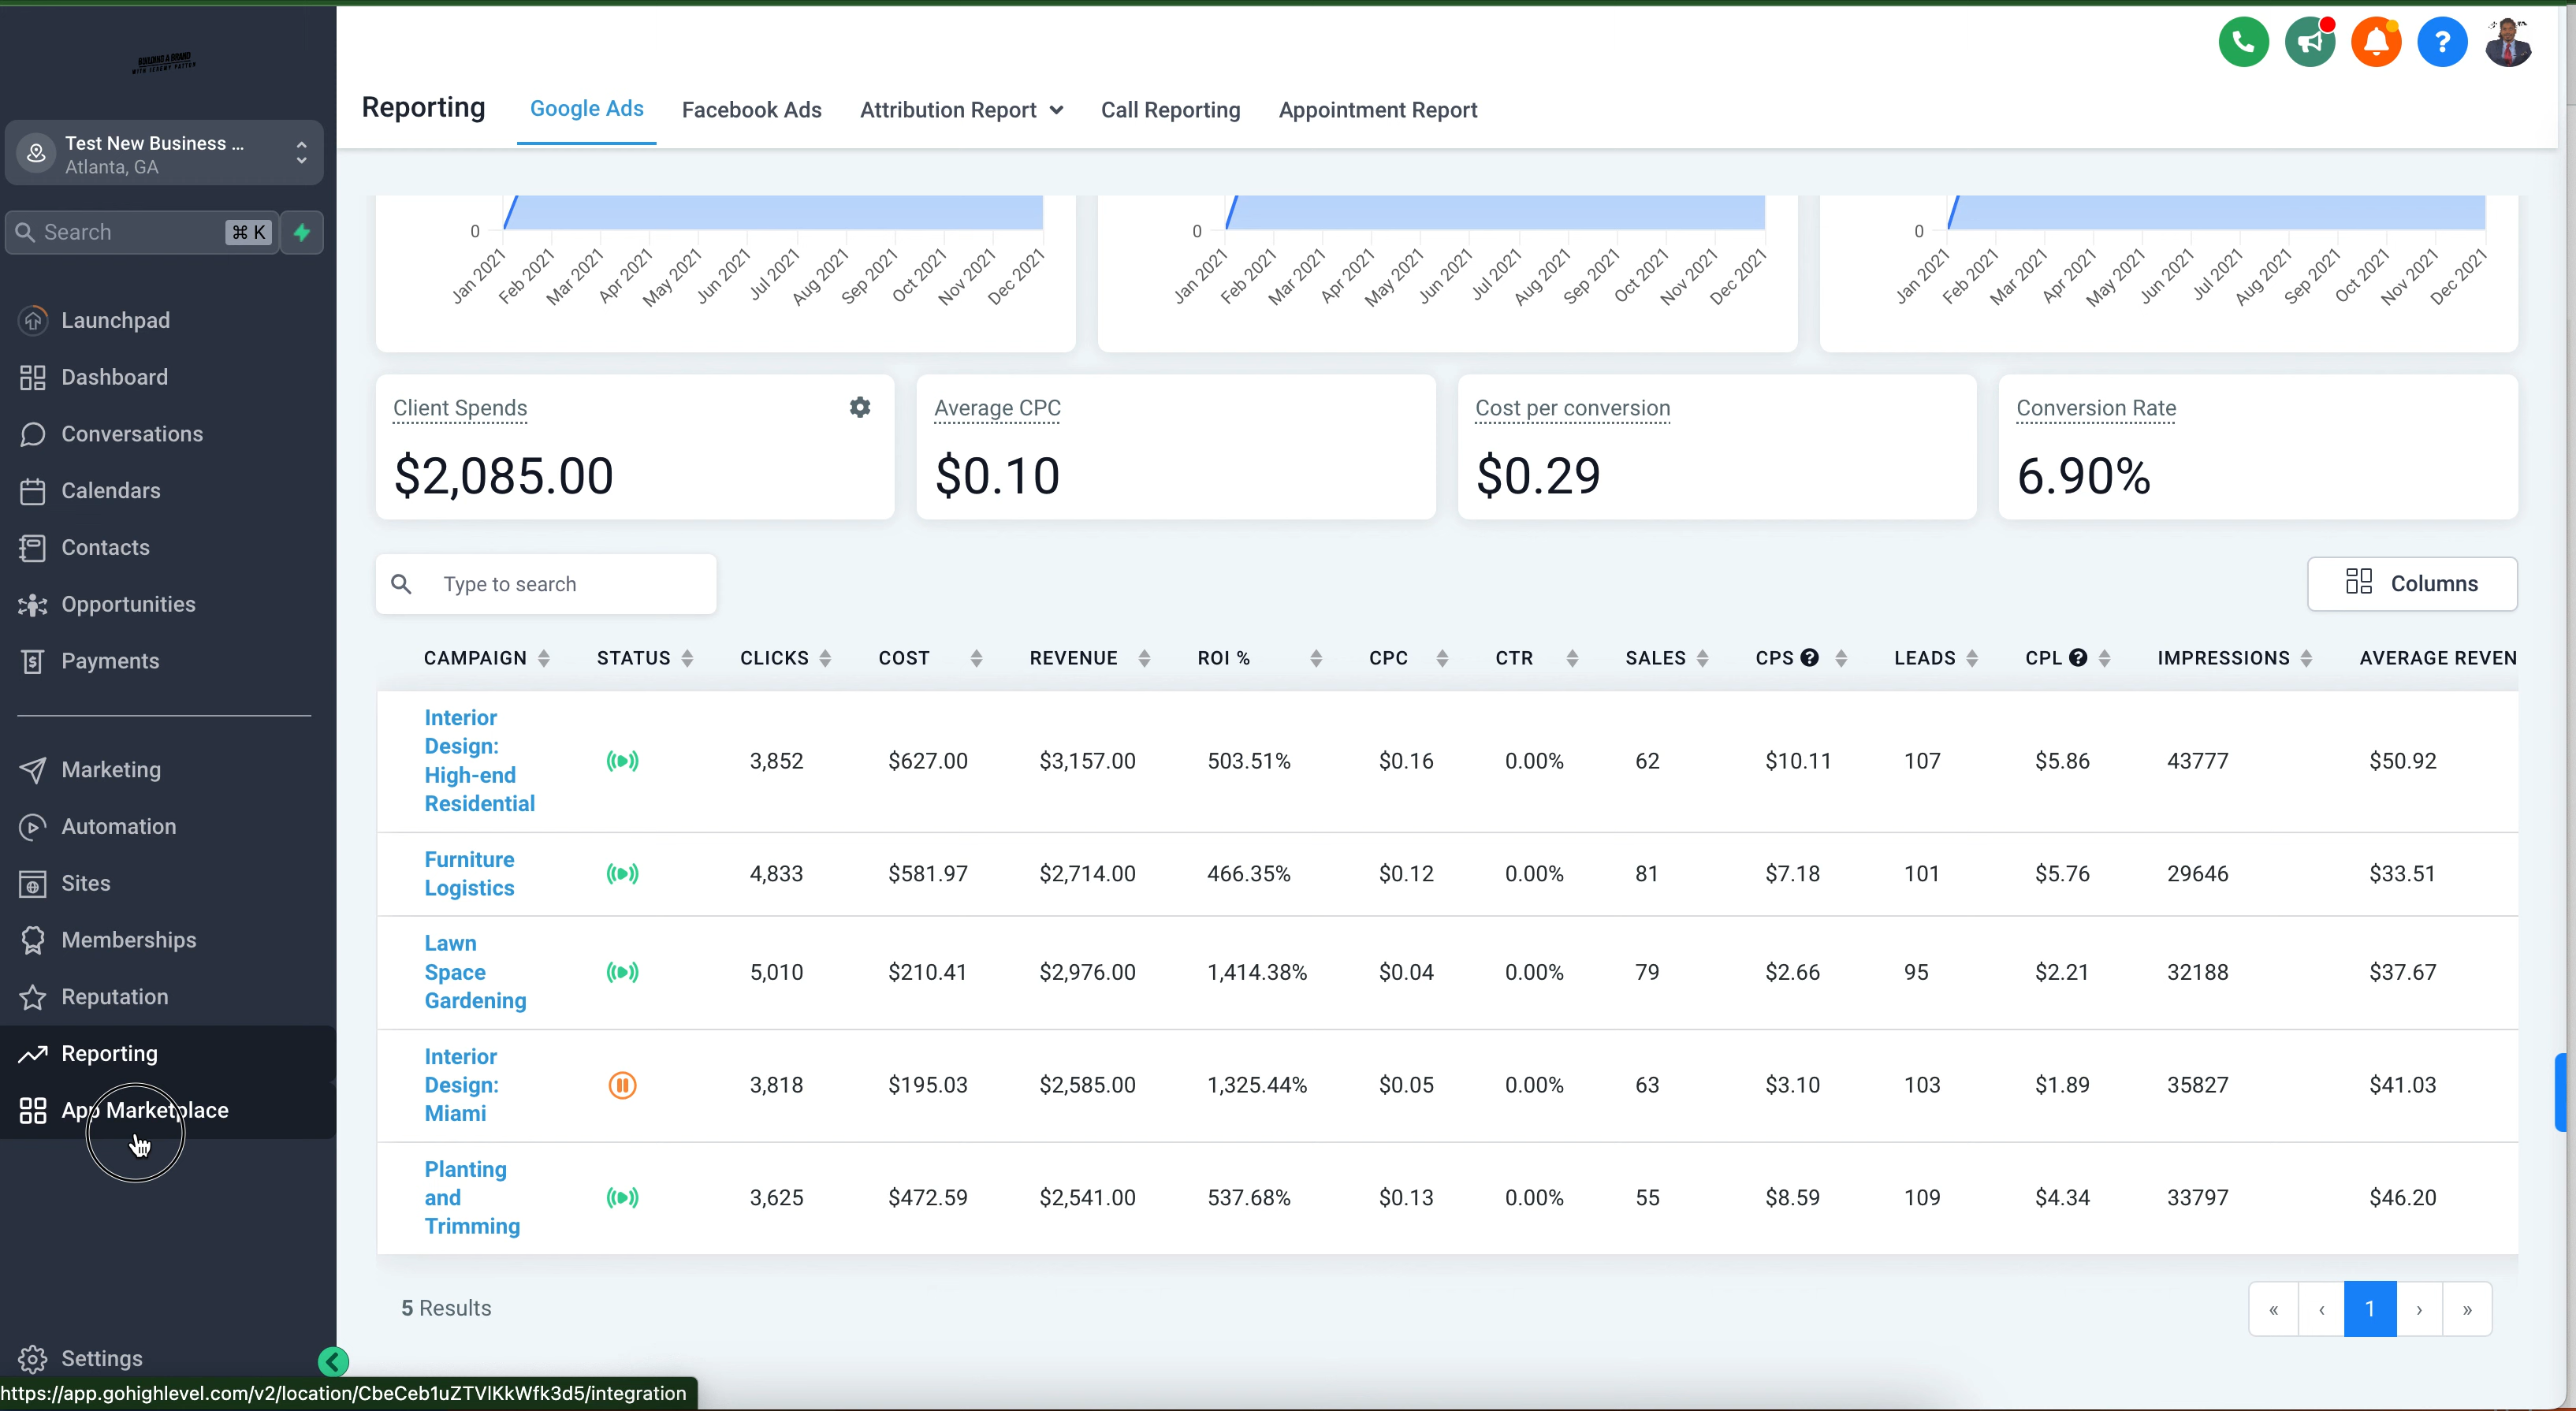 BUILDING A BRAND
WITH JEREMY PATTON
Test New Business ...
Atlanta, GA
Search
⌘ K
Launchpad
Dashboard
Conversations
Calendars
Contacts
Opportunities
Payments
Marketing
Automation
Sites
Memberships
Reputation
Reporting
App Marketplace
Settings
https://app.gohighlevel.com/v2/location/CbeCeb1uZTVlKkWfk3d5/integration
Reporting
Google Ads
Facebook Ads
Attribution Report
Call Reporting
Appointment Report
0
Jan 2021 Feb 2021 Mar 2021 Apr 2021 May 2021 Jun 2021 Jul 2021 Aug 2021 Sep 2021 Oct 2021 Nov 2021 Dec 2021
0
Jan 2021 Feb 2021 Mar 2021 Apr 2021 May 2021 Jun 2021 Jul 2021 Aug 2021 Sep 2021 Oct 2021 Nov 2021 Dec 2021
0
Jan 2021 Feb 2021 Mar 2021 Apr 2021 May 2021 Jun 2021 Jul 2021 Aug 2021 Sep 2021 Oct 2021 Nov 2021 Dec 2021
Client Spends
$2,085.00
Average CPC
$0.10
Cost per conversion
$0.29
Conversion Rate
6.90%
Type to search
Columns
CAMPAIGN STATUS CLICKS COST REVENUE ROI % CPC CTR SALES CPS ? LEADS CPL ? IMPRESSIONS AVERAGE REVEN
Interior
Design:
High-end
Residential
3,852 $627.00 $3,157.00 503.51% $0.16 0.00% 62 $10.11 107 $5.86 43777 $50.92
Furniture
Logistics
4,833 $581.97 $2,714.00 466.35% $0.12 0.00% 81 $7.18 101 $5.76 29646 $33.51
Lawn
Space
Gardening
5,010 $210.41 $2,976.00 1,414.38% $0.04 0.00% 79 $2.66 95 $2.21 32188 $37.67
Interior
Design:
Miami
3,818 $195.03 $2,585.00 1,325.44% $0.05 0.00% 63 $3.10 103 $1.89 35827 $41.03
Planting
and
Trimming
3,625 $472.59 $2,541.00 537.68% $0.13 0.00% 55 $8.59 109 $4.34 33797 $46.20
5 Results
« ‹ 1 › »